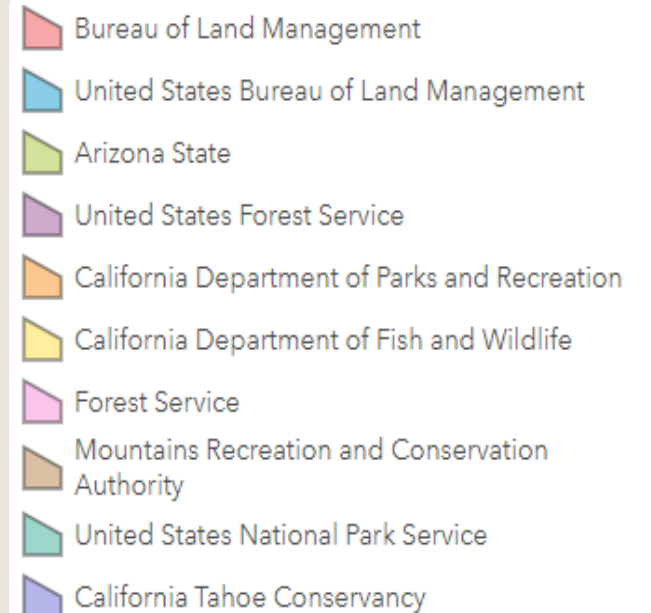 Bureau of Land Management
United States Bureau of Land Management
Arizona State
United States Forest Service
California Department of Parks and Recreation
California Department of Fish and Wildlife
Forest Service
Mountains Recreation and Conservation
Authority
United States National Park Service
California Tahoe Conservancy